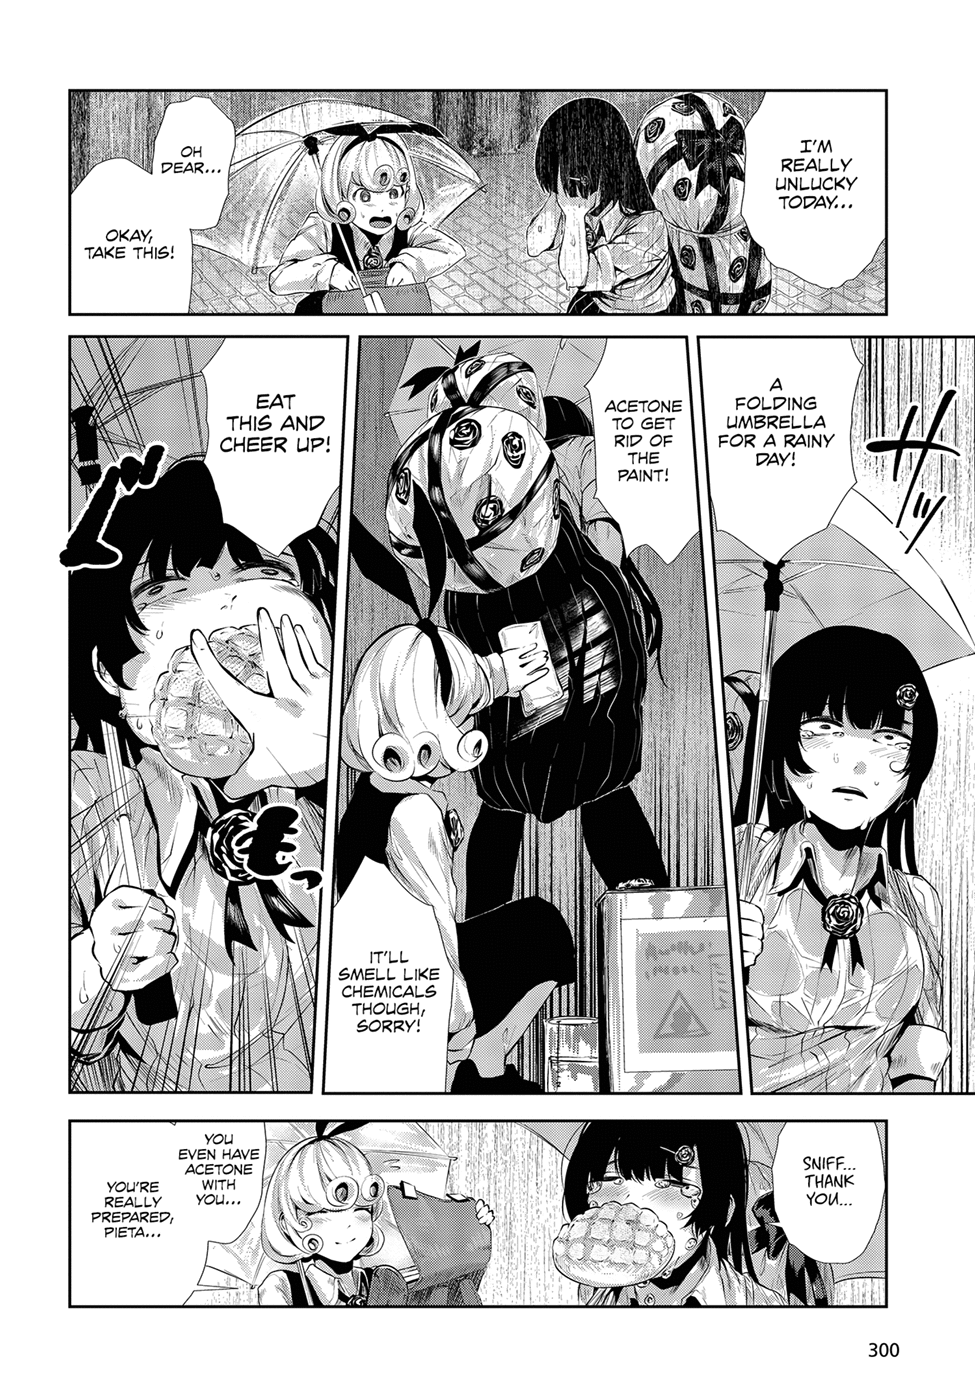 I'M
REALLY
UNLUCKY
TODAY...
OH
DEAR...
OKAY,
TAKE THIS!
A
FOLDING
UMBRELLA
FOR A RAINY
DAY!
ACETONE
TO GET
RID OF
THE
PAINT!
IT'LL
SMELL LIKE
CHEMICALS
THOUGH,
SORRY!
EAT
THIS AND
CHEER UP!
SNIFF...
THANK
YOU...
YOU
EVEN HAVE
ACETONE
WITH
YOU...
YOU'RE
REALLY
PREPARED,
PIETA...
300